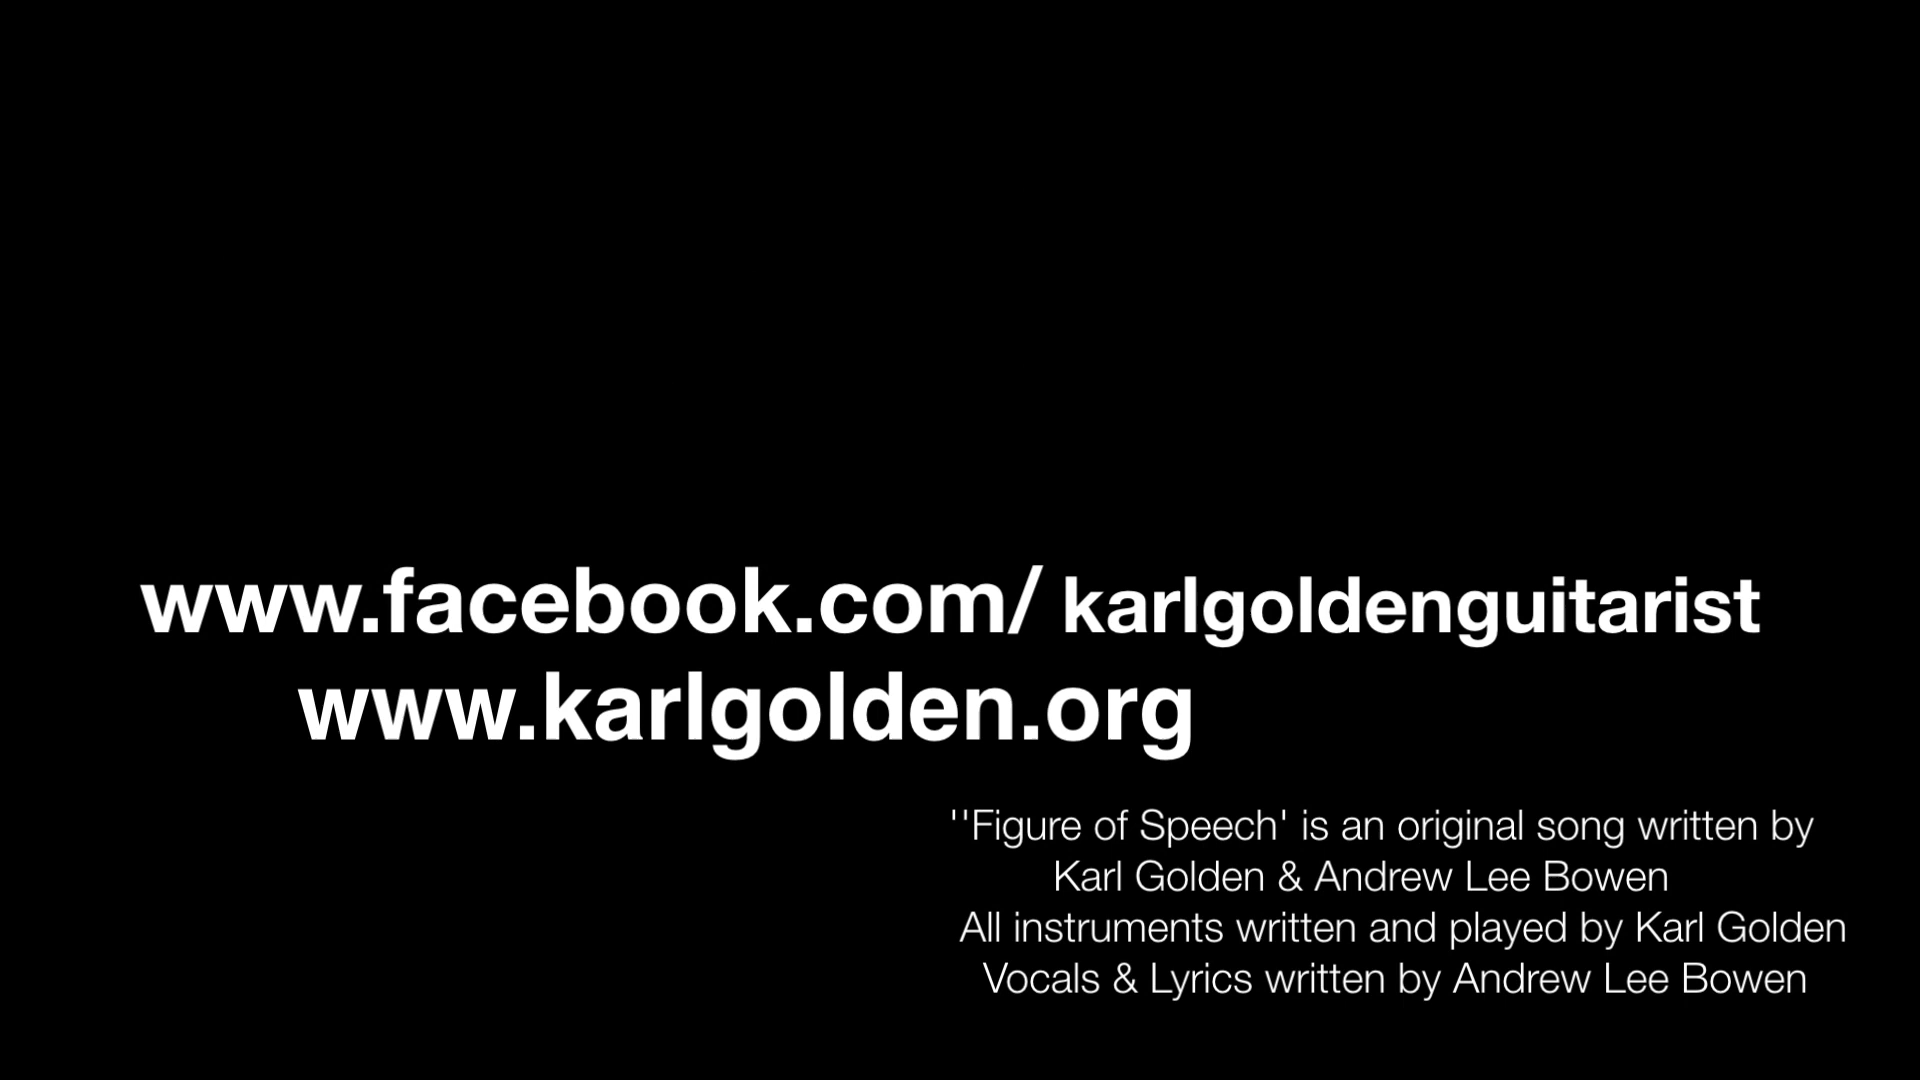 www.facebook.com/ karlgoldenguitarist
www.karlgolden.org
''Figure of Speech' is an original song written by
Karl Golden & Andrew Lee Bowen
All instruments written and played by Karl Golden
Vocals & Lyrics written by Andrew Lee Bowen